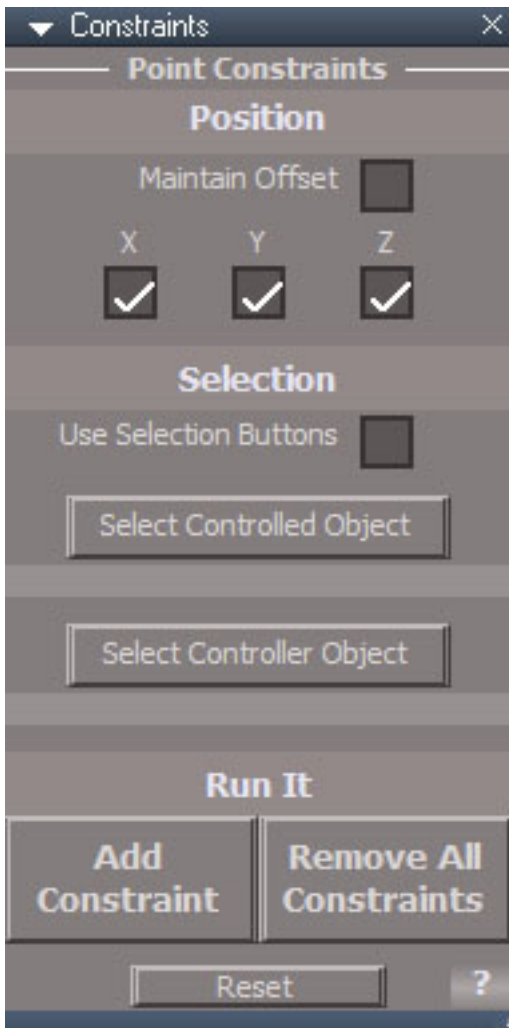 Constraints
Point Constraints
Position
Maintain Offset
X Y Z
Selection
Use Selection Buttons
Select Controlled Object
Select Controller Object
Run It
Add Constraint
Remove All Constraints
Reset
?